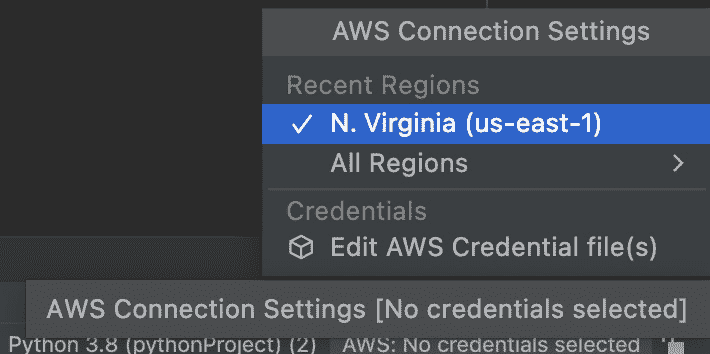 AWS Connection Settings
Recent Regions
✓ N. Virginia (us-east-1)
All Regions >
Credentials
Edit AWS Credential file(s)
AWS Connection Settings [No credentials selected]
Python 3.8 (pythonProject) (2) AWS: No credentials selected